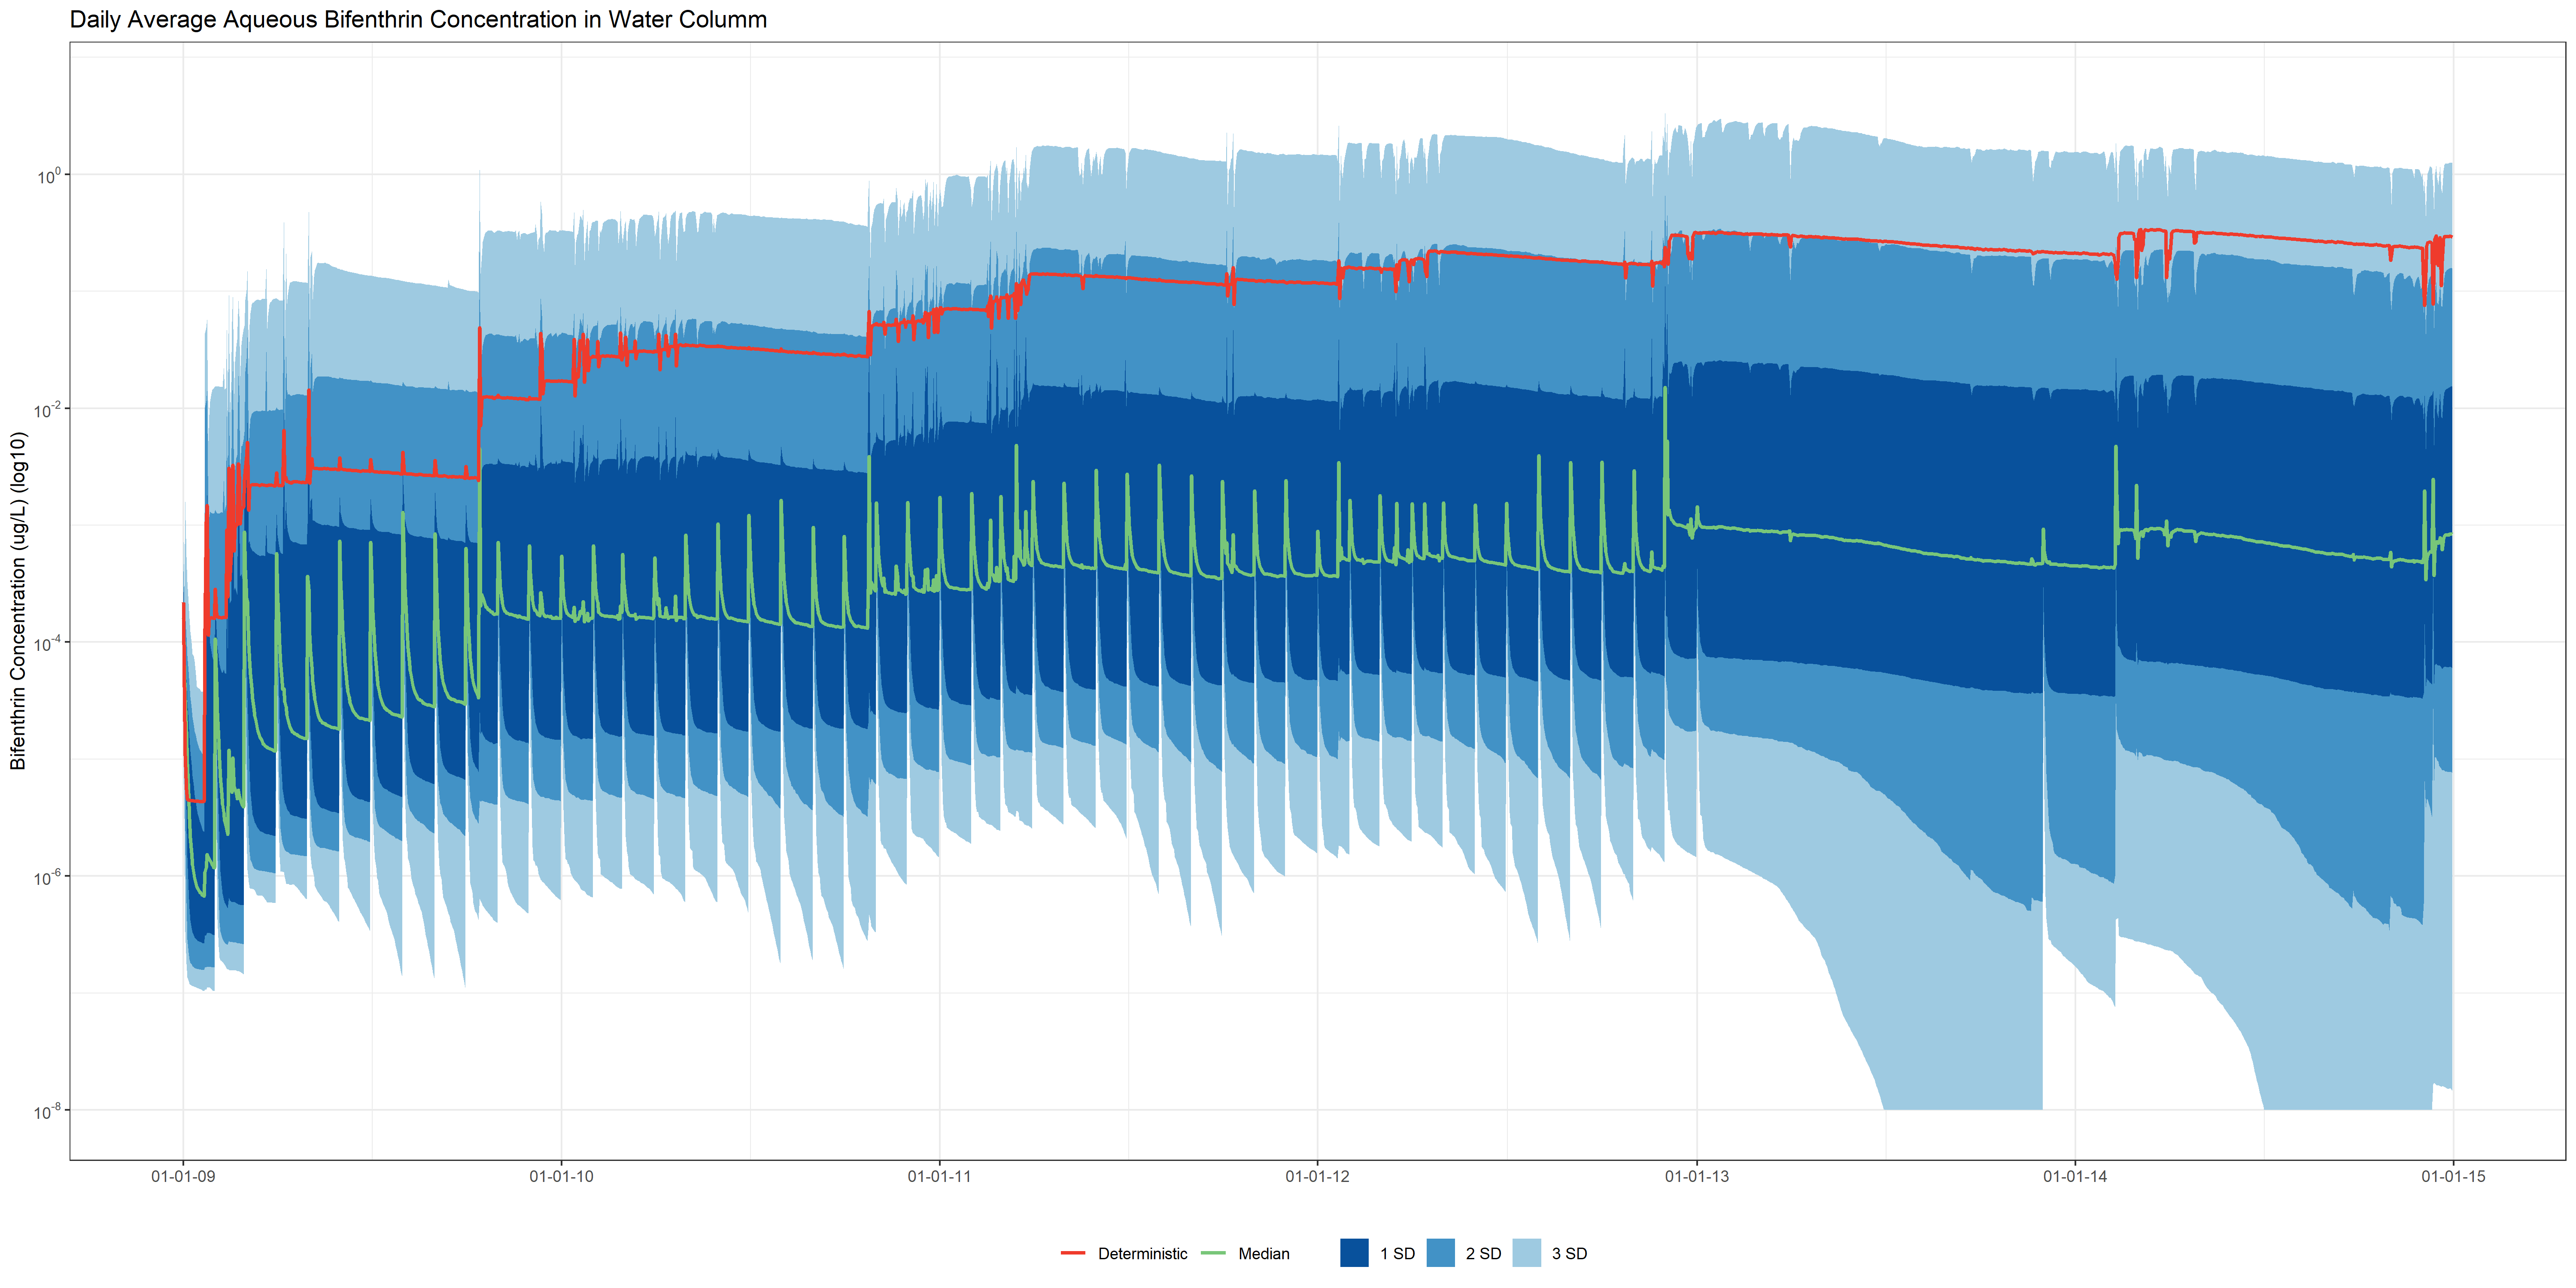 Daily Average Aqueous Bifenthrin Concentration in Water Columm
Bifenthrin Concentration (ug/L) (log10)
10⁰
10⁻²
10⁻⁴
10⁻⁶
10⁻⁸
01-01-09 01-01-10 01-01-11 01-01-12 01-01-13 01-01-14 01-01-15
Deterministic Median 1 SD 2 SD 3 SD